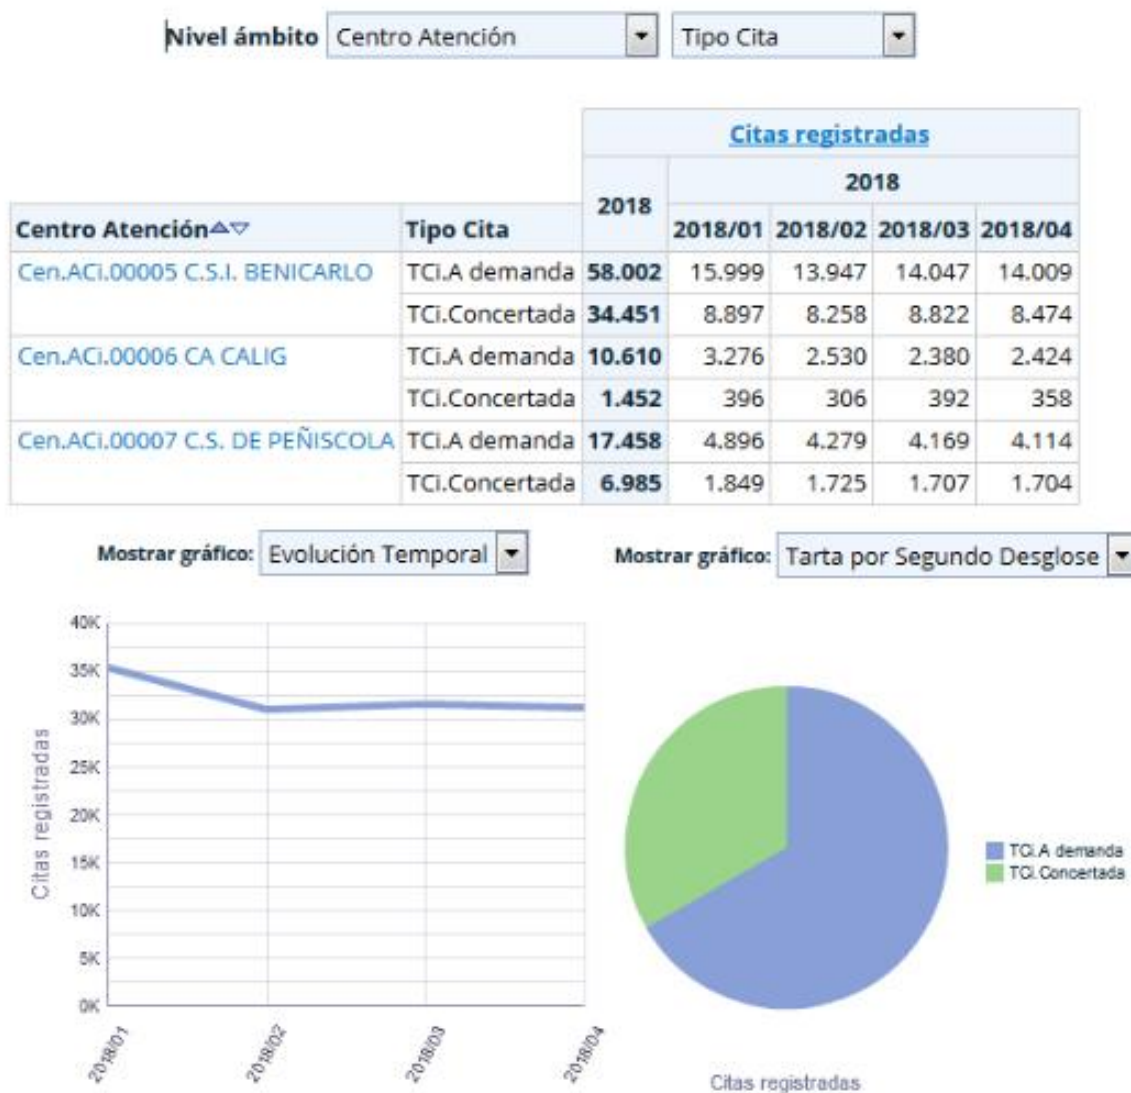 Nivel ámbito Centro Atención Tipo Cita
Citas registradas
2018 2018
Centro Atención Tipo Cita 2018/01 2018/02 2018/03 2018/04
Cen.ACi.00005 C.S.I. BENICARLO TCi.A demanda 58.002 15.999 13.947 14.047 14.009
TCi.Concertada 34.451 8.897 8.258 8.822 8.474
Cen.ACi.00006 CA CALIG TCi.A demanda 10.610 3.276 2.530 2.380 2.424
TCi.Concertada 1.452 396 306 392 358
Cen.ACi.00007 C.S. DE PEÑISCOLA TCi.A demanda 17.458 4.896 4.279 4.169 4.114
TCi.Concertada 6.985 1.849 1.725 1.707 1.704
Mostrar gráfico: Evolución Temporal Mostrar gráfico: Tarta por Segundo Desglose
40K
35K
30K
25K
20K
15K
10K
5K
0K
Citas registradas
2018/01 2018/02 2018/03 2018/04
TCi.A demanda
TCi.Concertada
Citas registradas